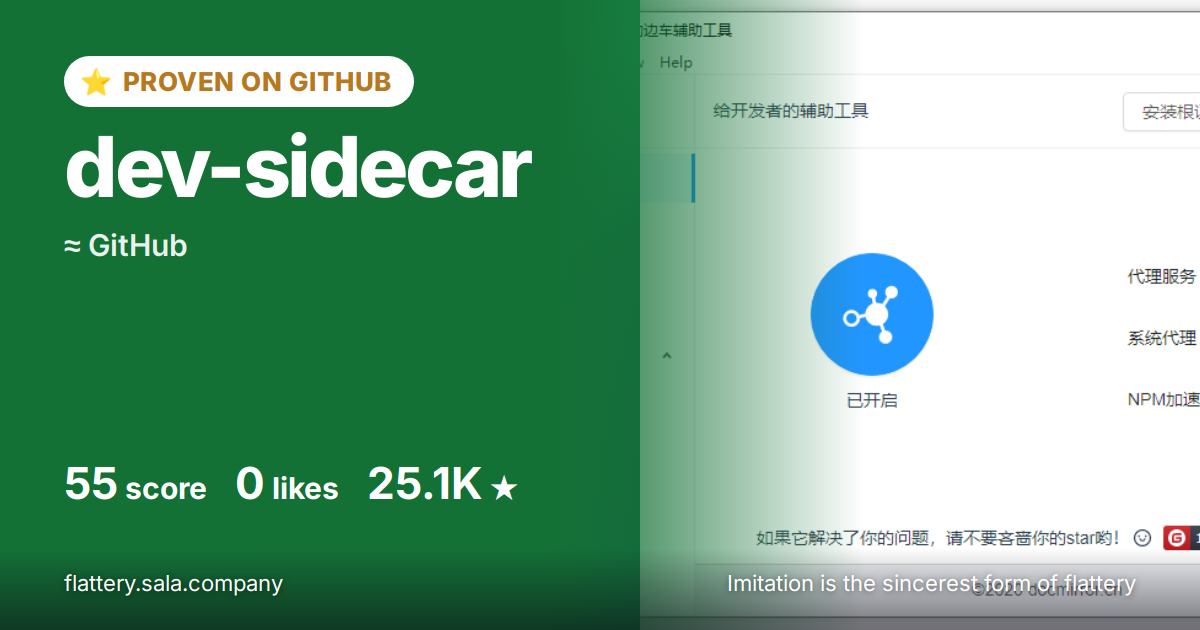 ⭐ PROVEN ON GITHUB
dev-sidecar
≈ GitHub
55 score 0 likes 25.1K ★
flattery.sala.company
边车辅助工具
Help
给开发者的辅助工具
安装根
已开启
代理服务
系统代理
NPM加速
如果它解决了你的问题，请不要吝啬你的star哟！
Imitation is the sincerest form of flattery
©2020 docmirror.cn